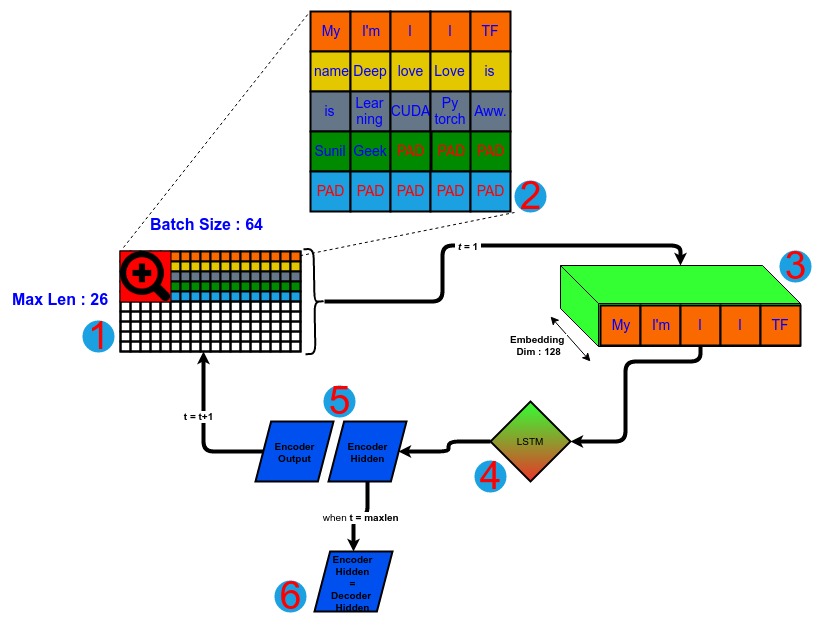 My I'm I I TF
name Deep love Love is
is Lear
ning CUDA Py
torch Aww.
Sunil Geek PAD PAD PAD
PAD PAD PAD PAD PAD
2
Batch Size : 64
t = 1
3
Max Len : 26
1
My I'm I I TF
Embedding
Dim : 128
5
t = t+1
LSTM
Encoder
Output
Encoder
Hidden
4
when t = maxlen
Encoder
Hidden
=
Decoder
Hidden
6